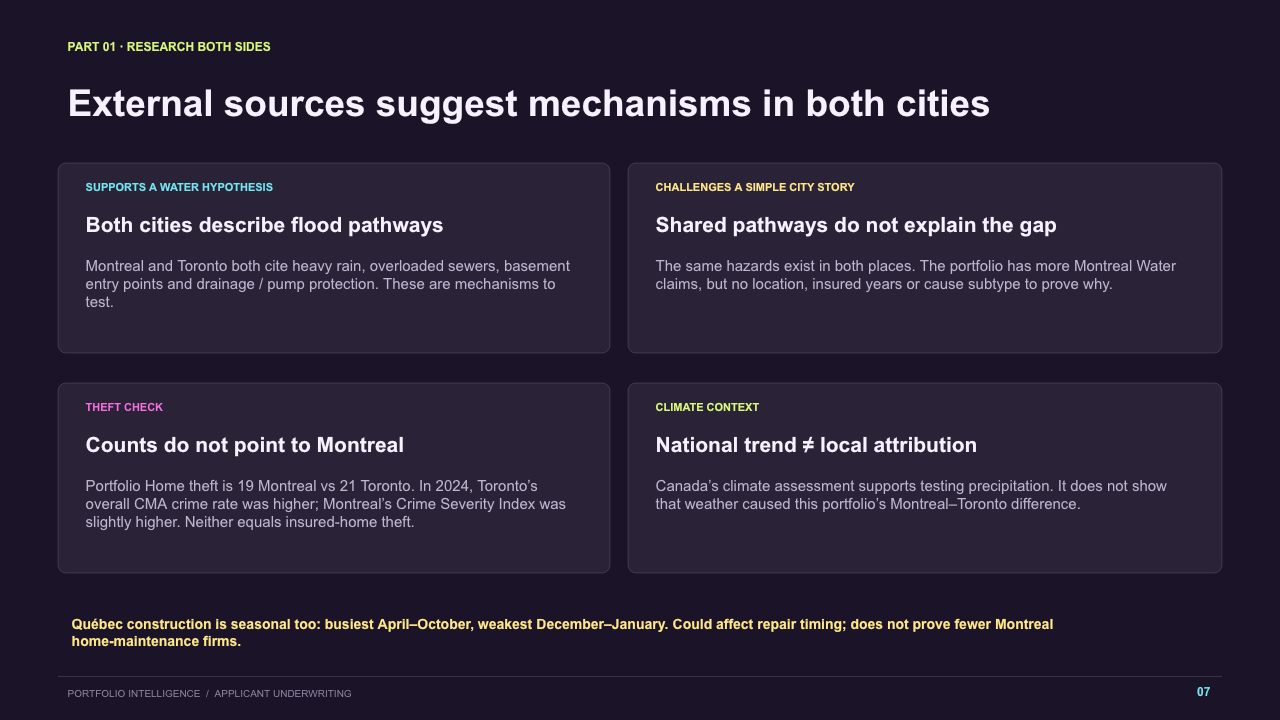 PART 01 · RESEARCH BOTH SIDES
External sources suggest mechanisms in both cities
SUPPORTS A WATER HYPOTHESIS
Both cities describe flood pathways
Montreal and Toronto both cite heavy rain, overloaded sewers, basement
entry points and drainage / pump protection. These are mechanisms to
test.
CHALLENGES A SIMPLE CITY STORY
Shared pathways do not explain the gap
The same hazards exist in both places. The portfolio has more Montreal Water
claims, but no location, insured years or cause subtype to prove why.
THEFT CHECK
Counts do not point to Montreal
Portfolio Home theft is 19 Montreal vs 21 Toronto. In 2024, Toronto’s
overall CMA crime rate was higher; Montreal’s Crime Severity Index was
slightly higher. Neither equals insured-home theft.
CLIMATE CONTEXT
National trend ≠ local attribution
Canada’s climate assessment supports testing precipitation. It does not show
that weather caused this portfolio’s Montreal–Toronto difference.
Québec construction is seasonal too: busiest April–October, weakest December–January. Could affect repair timing; does not prove fewer Montreal
home-maintenance firms.
PORTFOLIO INTELLIGENCE / APPLICANT UNDERWRITING
07